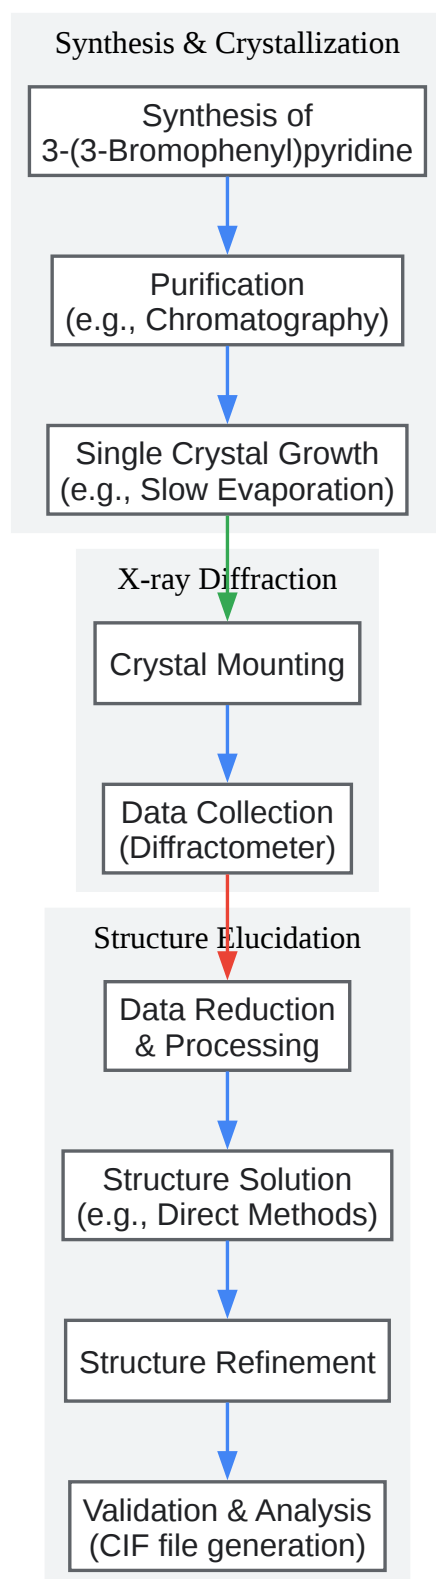 Synthesis & Crystallization
Synthesis of
3-(3-Bromophenyl)pyridine
Purification
(e.g., Chromatography)
Single Crystal Growth
(e.g., Slow Evaporation)
X-ray Diffraction
Crystal Mounting
Data Collection
(Diffractometer)
Structure Elucidation
Data Reduction
& Processing
Structure Solution
(e.g., Direct Methods)
Structure Refinement
Validation & Analysis
(CIF file generation)